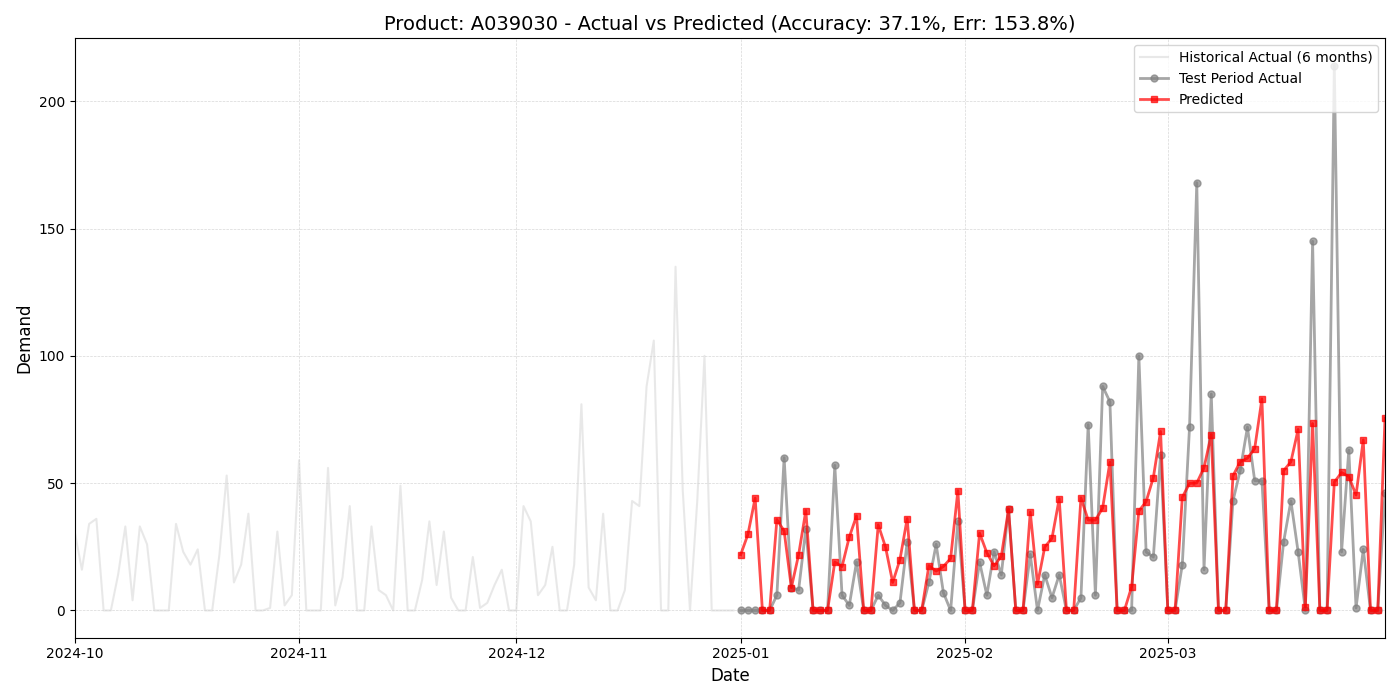 Product: A039030 - Actual vs Predicted (Accuracy: 37.1%, Err: 153.8%)
Historical Actual (6 months)
Test Period Actual
Predicted
Demand
200
150
100
50
0
2024-10
2024-11
2024-12
2025-01
2025-02
2025-03
Date